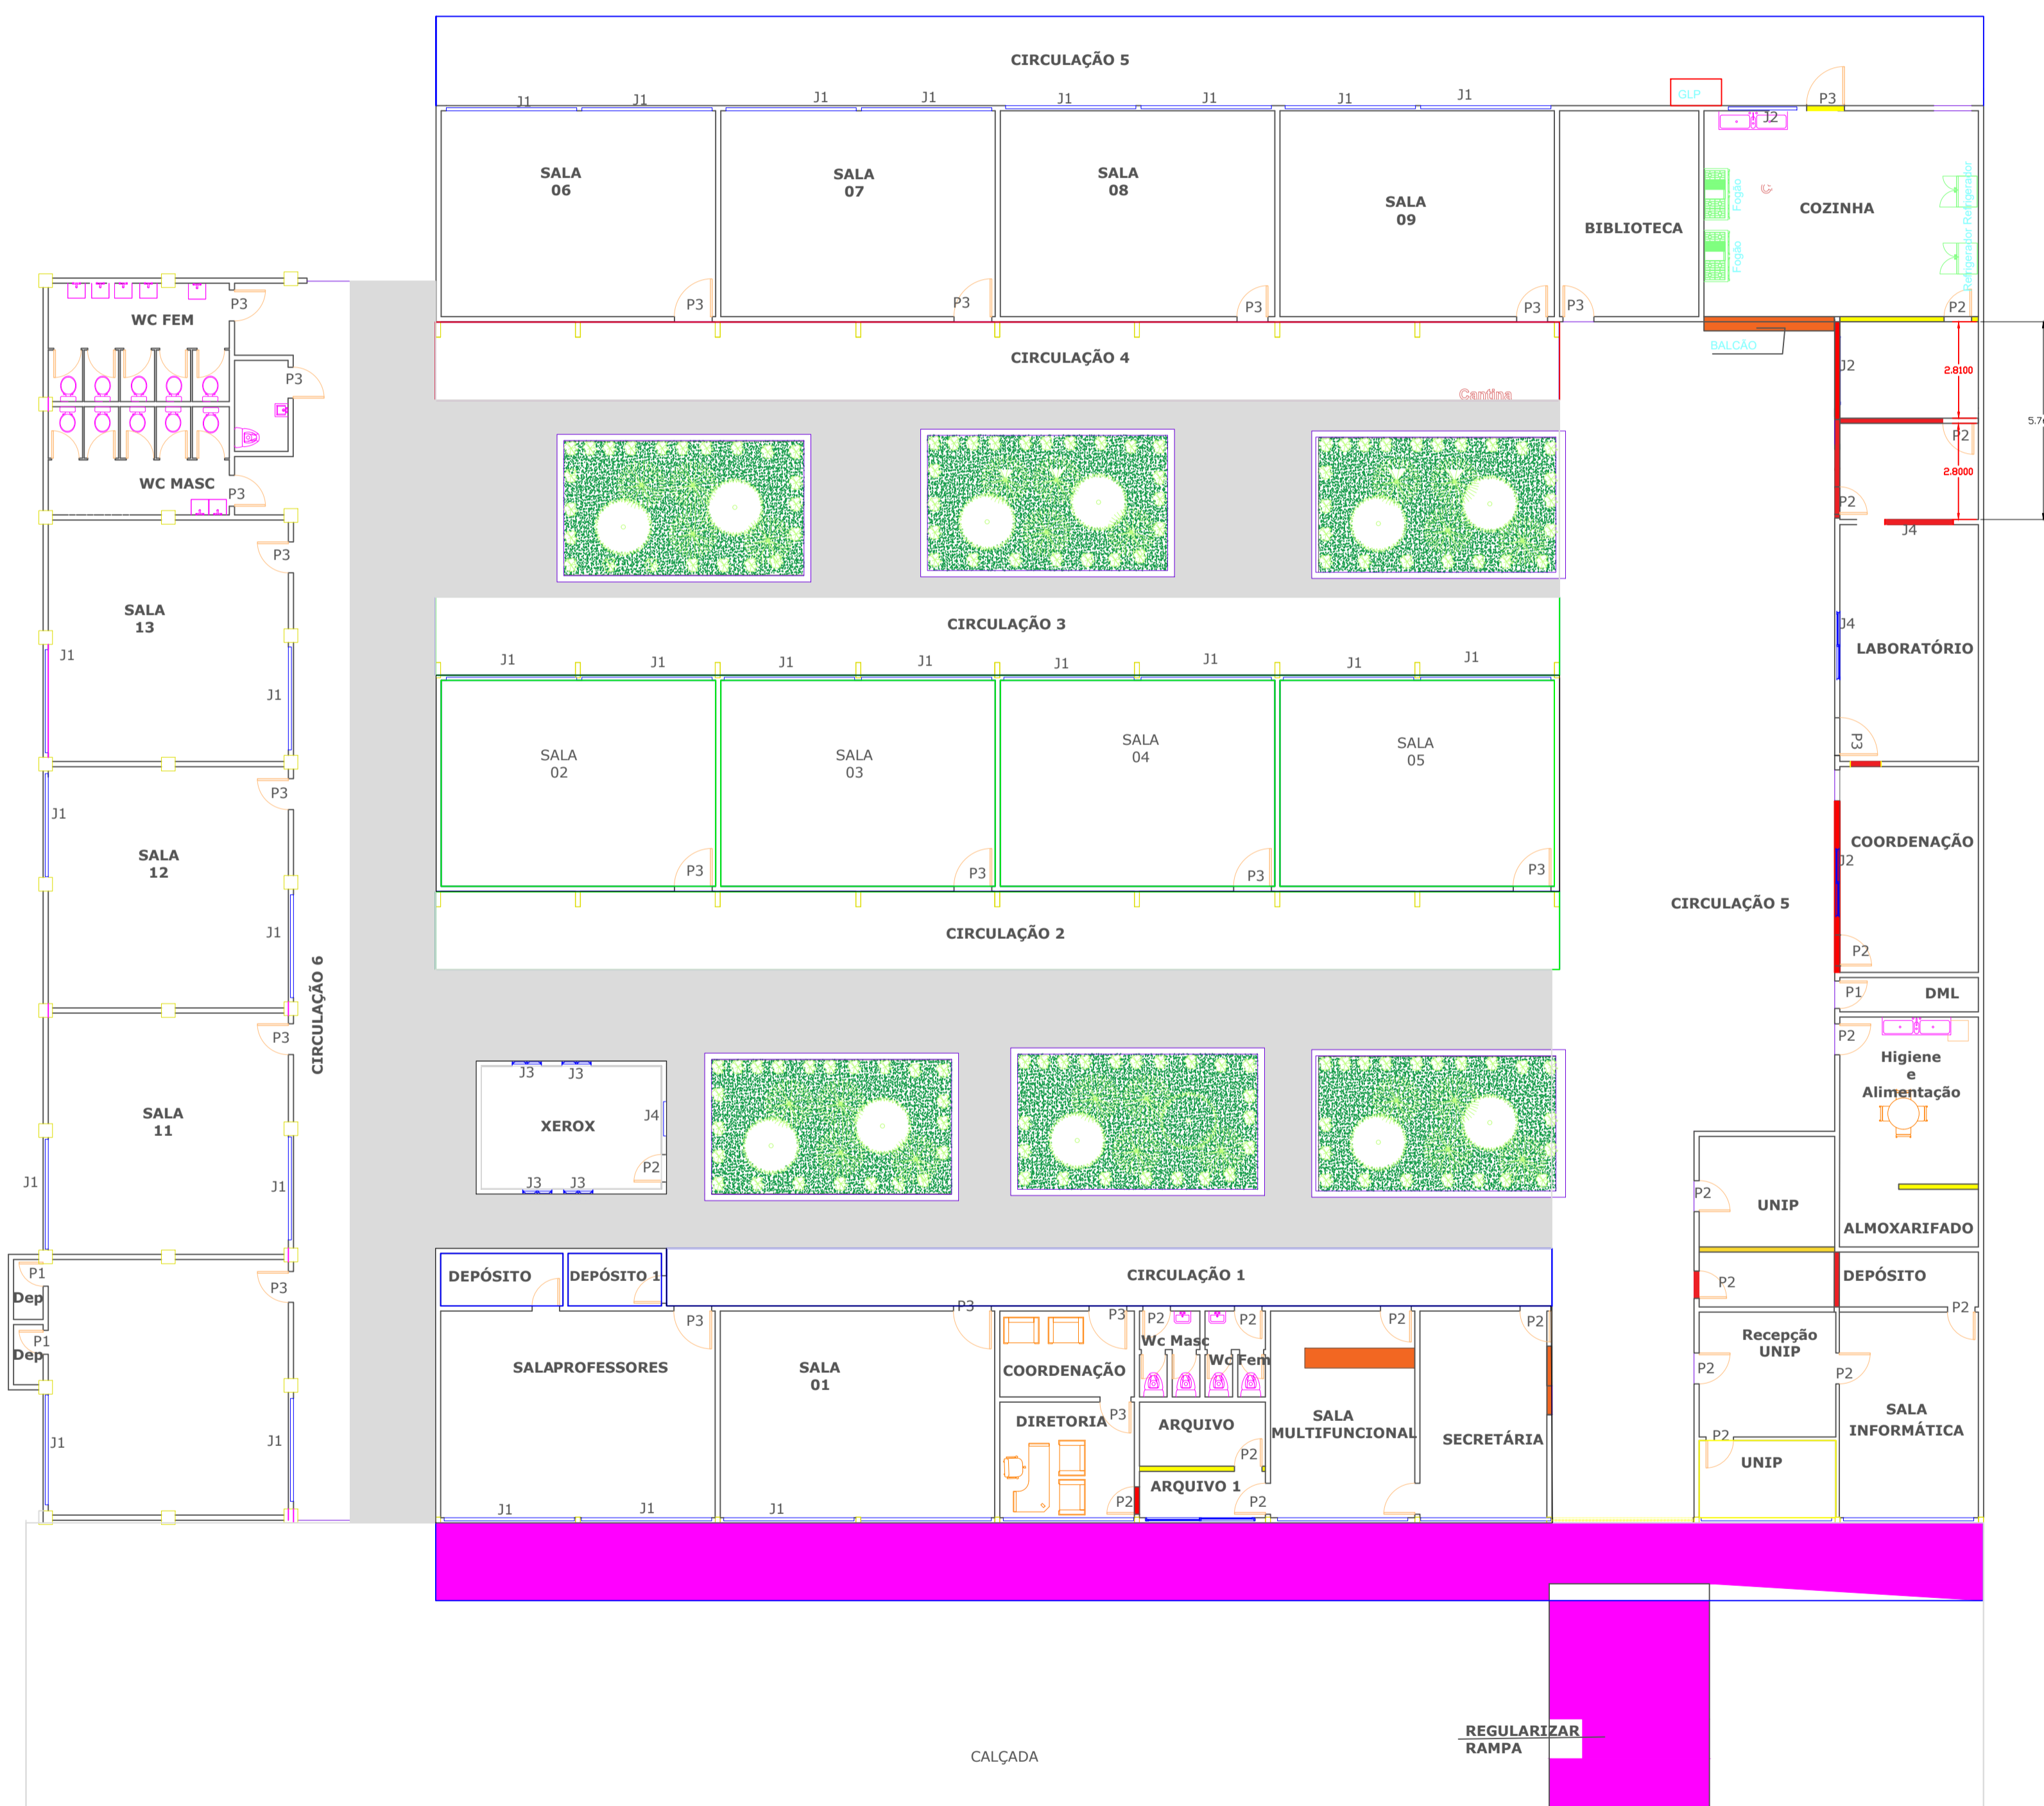 CIRCULAÇÃO 5
J1 J1 J1 J1 J1 J1 J1 J1
GLP
P3
J2
SALA
06
SALA
07
SALA
08
SALA
09
BIBLIOTECA
COZINHA
Fogão
Fogão
Refrigerador
Refrigerador
C
P3 P3 P3 P3 P3 P2
BALCÃO
CIRCULAÇÃO 4
Cantina
WC FEM
P3
P3
WC MASC
P3
J2
2.8100
P2
2.8000
P2
J4
P3
SALA
13
J1
J1
CIRCULAÇÃO 3
J1 J1 J1 J1 J1 J1 J1 J1
J4
LABORATÓRIO
P3
SALA
02
SALA
03
SALA
04
SALA
05
P3 P3 P3 P3
P3
J1
SALA
12
J1
COORDENAÇÃO
J2
P2
CIRCULAÇÃO 5
CIRCULAÇÃO 2
CIRCULAÇÃO 6
P1
DML
P2
Higiene
e
Alimentação
P3
SALA
11
J1
J1
J3 J3
J4
XEROX
P2
J3 J3
P2
UNIP
ALMOXARIFADO
P1
Dep
P1
Dep
P3
J1
J1
DEPÓSITO
DEPÓSITO 1
CIRCULAÇÃO 1
P2
DEPÓSITO
P2
P3
P3
P3
P2
P2
P2
P2
SALAPROFESSORES
SALA
01
COORDENAÇÃO
Wc Masc
Wc Fem
P3
DIRETORIA
ARQUIVO
P2
ARQUIVO 1
P2
P2
SALA
MULTIFUNCIONAL
SECRETÁRIA
J1 J1 J1
Recepção
UNIP
P2
P2
P2
UNIP
SALA
INFORMÁTICA
REGULARIZAR
RAMPA
CALÇADA